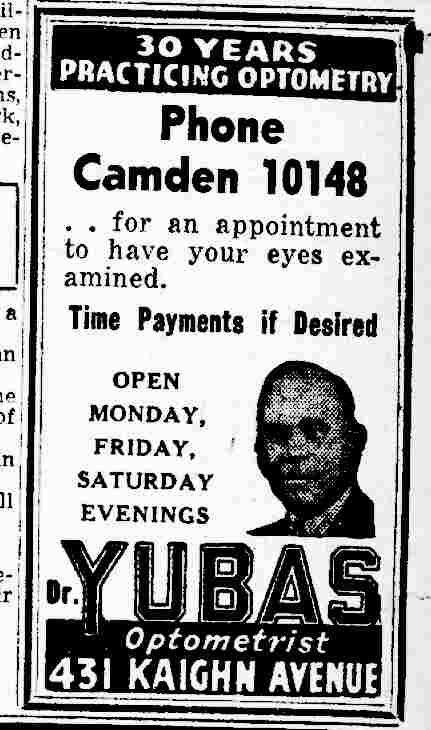 30 YEARS
PRACTICING OPTOMETRY
Phone
Camden 10148
. . for an appointment
to have your eyes ex-
amined.
Time Payments if Desired
OPEN
MONDAY,
FRIDAY,
SATURDAY
EVENINGS
Dr. YUBAS
Optometrist
431 KAIGHN AVENUE